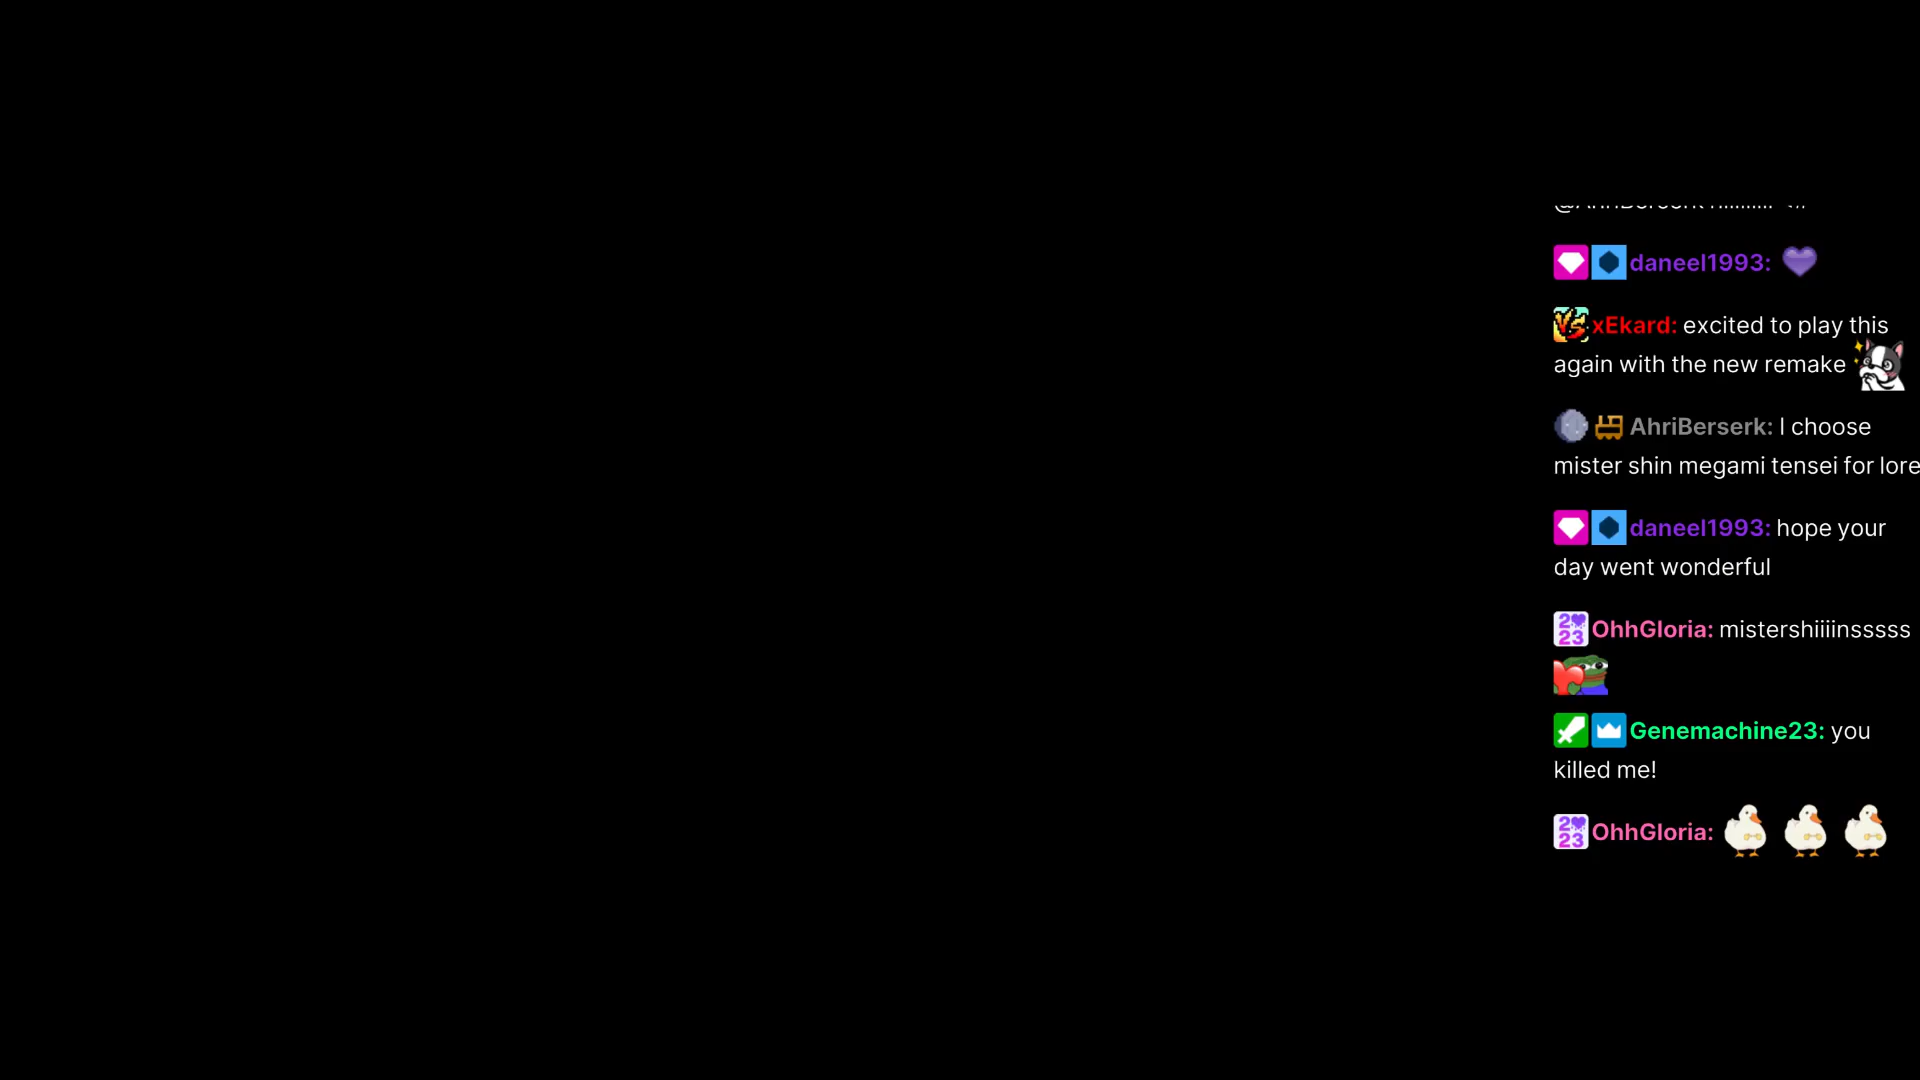 daneel1993:
xEkard: excited to play this
again with the new remake
AhriBerserk: I choose
mister shin megami tensei for lore
daneel1993: hope your
day went wonderful
OhhGloria: mistershiiiinsssss
Genemachine23: you
killed me!
OhhGloria: